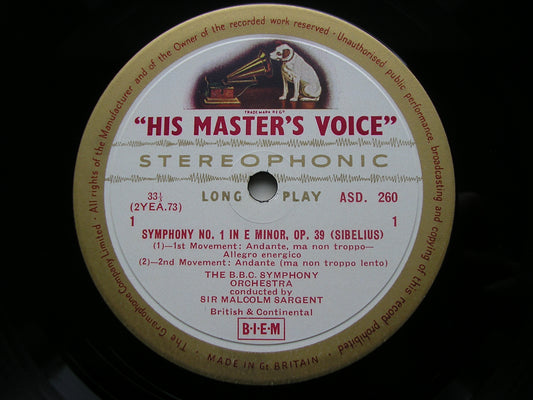 The Gramophone Company Limited. · All rights of the Manufacturer and of the Owner of the recorded work reserved · Unauthorised public performance, broadcasting and copying of this record prohibited
TRADE MARK RE GD
"HIS MASTER'S VOICE"
STEREOPHONIC
33⅓
(2YEA.73)
LONG PLAY
ASD. 260
1
1
SYMPHONY NO. 1 IN E MINOR, OP. 39 (SIBELIUS)
(1)—1st Movement: Andante, ma non troppo—
Allegro energico
(2)—2nd Movement: Andante (ma non troppo lento)
THE B.B.C. SYMPHONY
ORCHESTRA
conducted by
SIR MALCOLM SARGENT
British & Continental
B·I·E·M
· MADE IN Gt BRITAIN ·